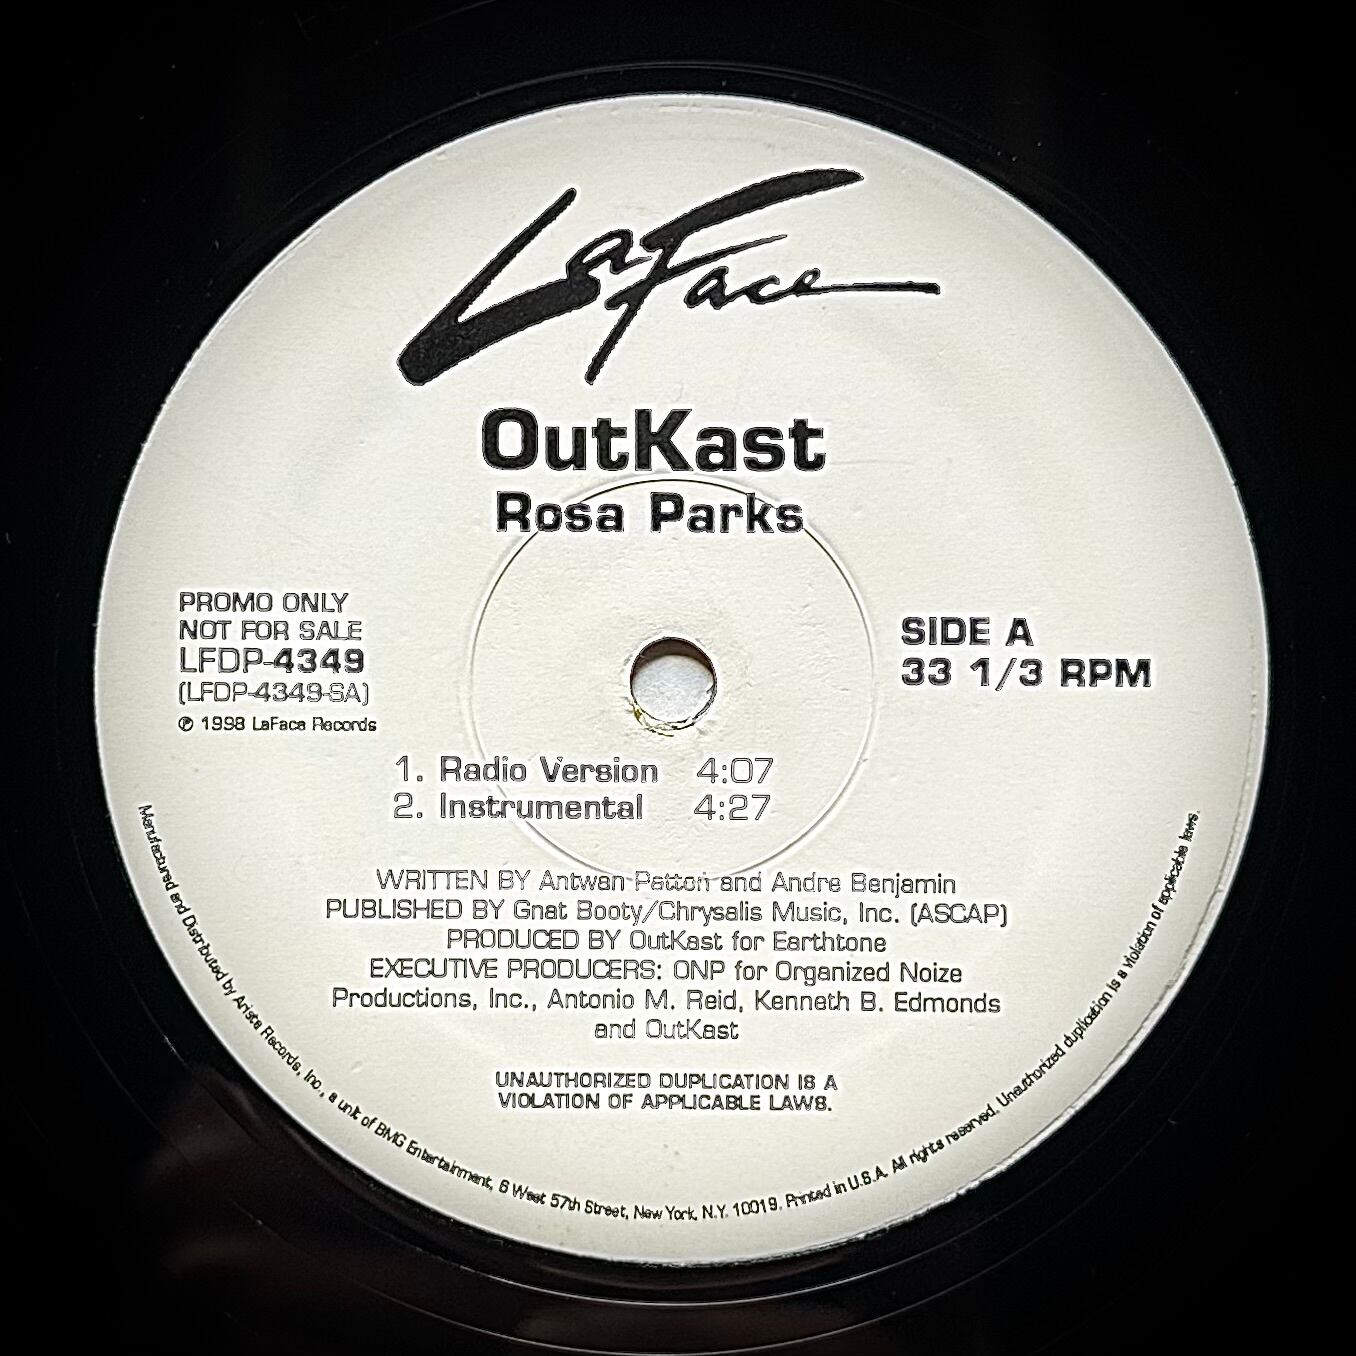 LaFace
OutKast
Rosa Parks
PROMO ONLY
NOT FOR SALE
LFDP-4349
(LFDP-4349-SA)
℗ 1998 LaFace Records
SIDE A
33 1/3 RPM
1. Radio Version 4:07
2. Instrumental 4:27
WRITTEN BY Antwan Patton and Andre Benjamin
PUBLISHED BY Gnat Booty/Chrysalis Music, Inc. (ASCAP)
PRODUCED BY OutKast for Earthtone
EXECUTIVE PRODUCERS: ONP for Organized Noize
Productions, Inc., Antonio M. Reid, Kenneth B. Edmonds
and OutKast
UNAUTHORIZED DUPLICATION IS A
VIOLATION OF APPLICABLE LAWS.
Manufactured and Distributed by Arista Records, Inc., a unit of BMG Entertainment, 6 West 57th Street, New York, N.Y. 10019. Printed in U.S.A. All rights reserved. Unauthorized duplication is a violation of applicable laws.